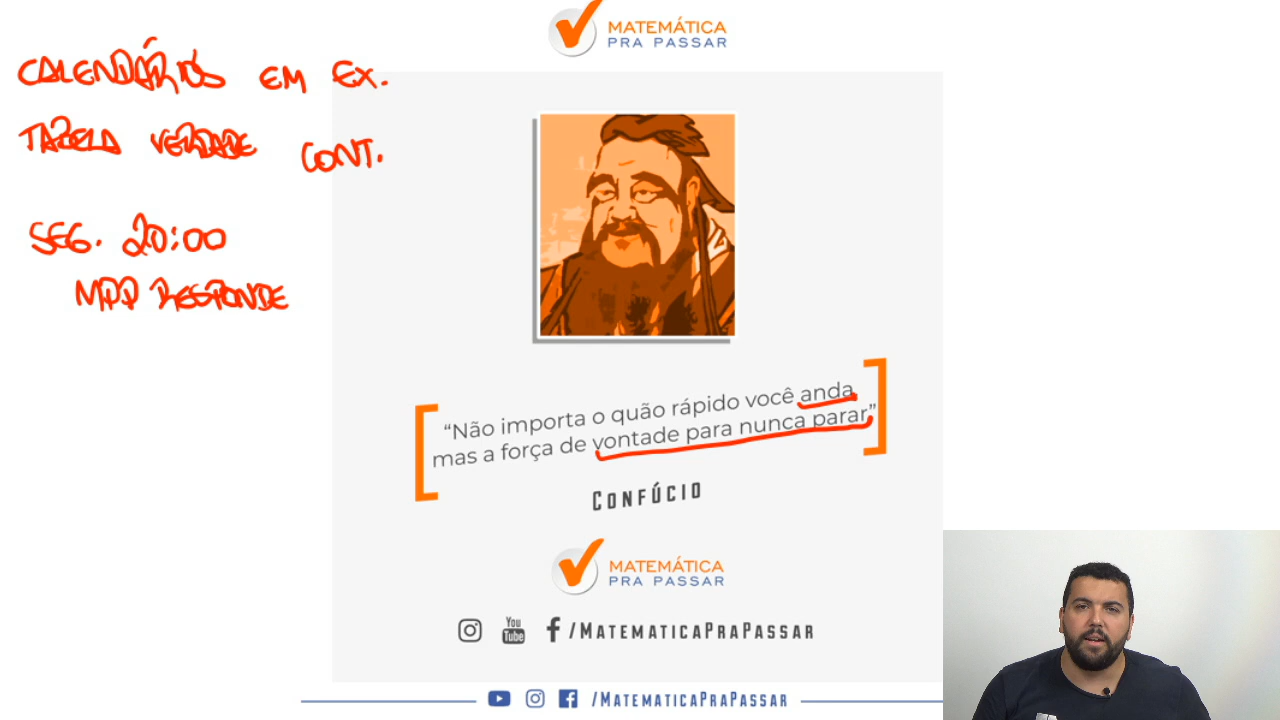 MATEMÁTICA
PRA PASSAR
CALENDÁRIOS EM EX.
TABELA VERDADE CONT.
SEG. 20:00
MPP RESPONDE
“Não importa o quão rápido você anda,
mas a força de vontade para nunca parar”
CONFÚCIO
MATEMÁTICA
PRA PASSAR
You Tube /MATEMATICAPRAPASSAR
/MATEMATICAPRAPASSAR